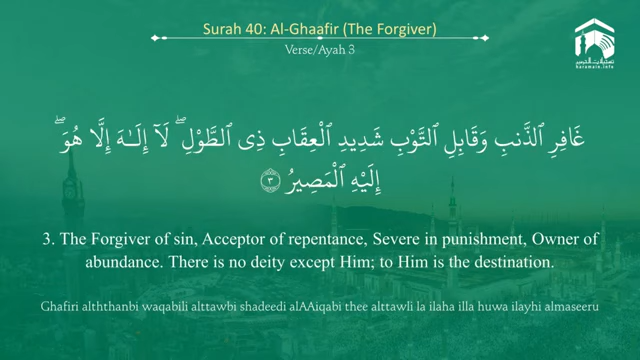 Surah 40: Al-Ghaafir (The Forgiver)
Verse/Ayah 3
haramain.info
غَافِرِ ٱلذَّنۢبِ وَقَابِلِ ٱلتَّوْبِ شَدِيدِ ٱلْعِقَابِ ذِى ٱلطَّوْلِ ۖ لَآ إِلَـٰهَ إِلَّا هُوَ ۖ
إِلَيْهِ ٱلْمَصِيرُ ﴿٣﴾
3. The Forgiver of sin, Acceptor of repentance, Severe in punishment, Owner of
abundance. There is no deity except Him; to Him is the destination.
Ghafiri alththanbi waqabili alttawbi shadeedi alAAiqabi thee alttawli la ilaha illa huwa ilayhi almaseeru